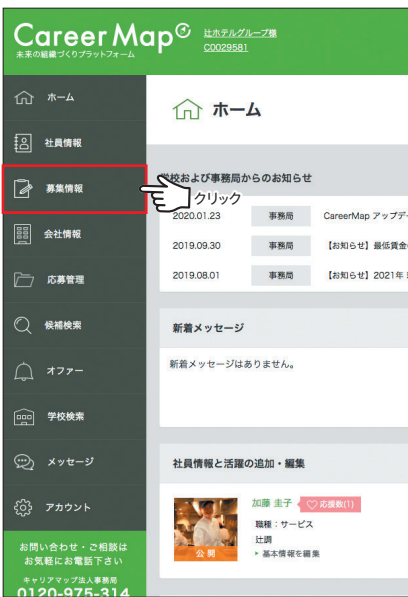 Career Map
未来の組織づくりプラットフォーム
辻ホテルグループ様
C0029581
ホーム
社員情報
募集情報
会社情報
応募管理
候補検索
オファー
学校検索
メッセージ
アカウント
お問い合わせ・ご相談は
お気軽にお電話下さい
キャリアマップ法人事務局
0120-975-314
ホーム
学校および事務局からのお知らせ
クリック
2020.01.23 事務局 CareerMap アップデー
2019.09.30 事務局 【お知らせ】最低賃金
2019.08.01 事務局 【お知らせ】2021年
新着メッセージ
新着メッセージはありません。
社員情報と活躍の追加・編集
加藤 圭子 応援数(1)
職種：サービス
辻調
基本情報を編集
公開